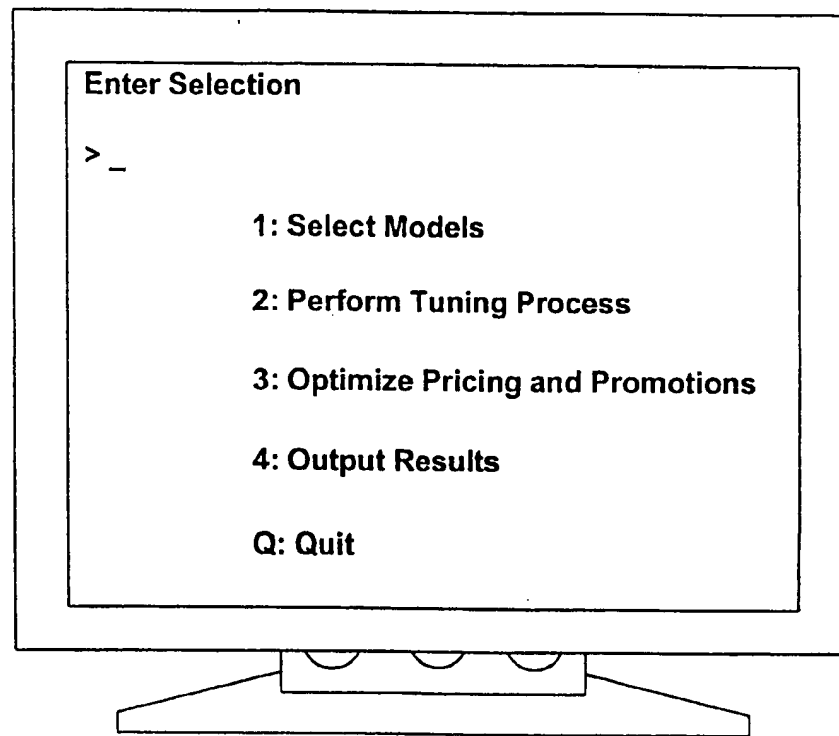 Enter Selection
> _
1: Select Models
2: Perform Tuning Process
3: Optimize Pricing and Promotions
4: Output Results
Q: Quit